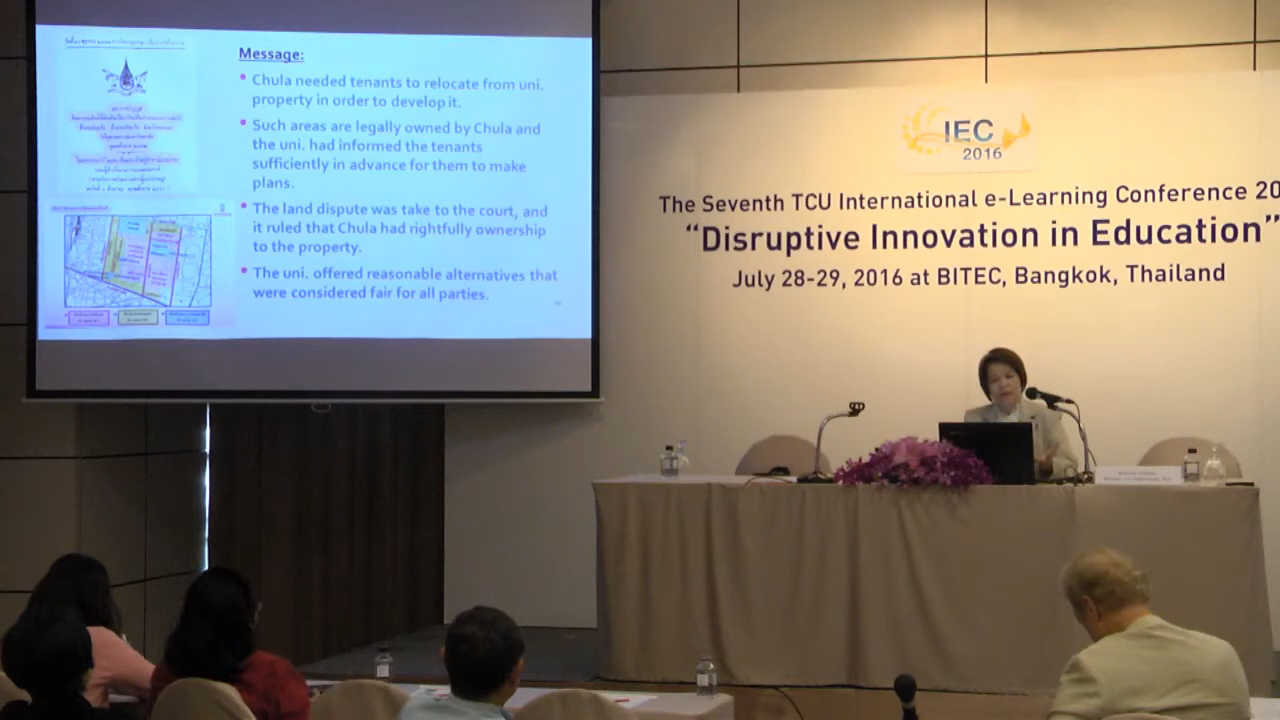 Message:
Chula needed tenants to relocate from uni.
property in order to develop it.
Such areas are legally owned by Chula and
the uni. had informed the tenants
sufficiently in advance for them to make
plans.
The land dispute was take to the court, and
it ruled that Chula had rightfully ownership
to the property.
The uni. offered reasonable alternatives that
were considered fair for all parties.
IEC
2016
The Seventh TCU International e-Learning Conference 20
“Disruptive Innovation in Education”
July 28-29, 2016 at BITEC, Bangkok, Thailand